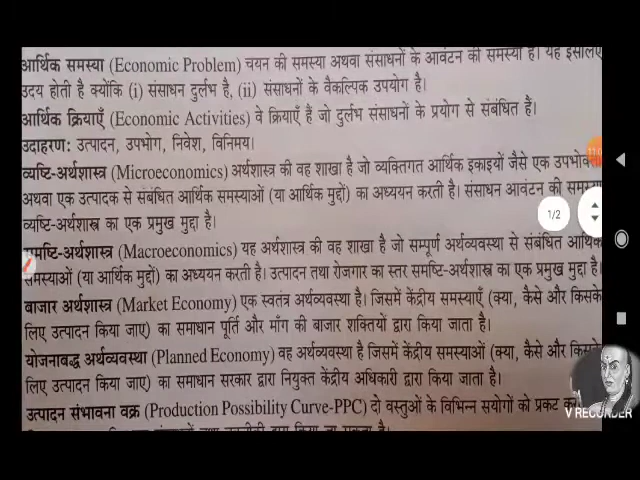 आर्थिक समस्या (Economic Problem) चयन की समस्या अथवा संसाधनों के आवंटन की समस्या है। यह इसलिए
उदय होती है क्योंकि (i) संसाधन दुर्लभ है, (ii) संसाधनों के वैकल्पिक उपयोग है।
आर्थिक क्रियाएँ (Economic Activities) वे क्रियाएँ हैं जो दुर्लभ संसाधनों के प्रयोग से संबंधित हैं।
उदाहरण: उत्पादन, उपभोग, निवेश, विनिमय।
व्यष्टि-अर्थशास्त्र (Microeconomics) अर्थशास्त्र की वह शाखा है जो व्यक्तिगत आर्थिक इकाइयों जैसे एक उपभोक्ता
अथवा एक उत्पादक से संबंधित आर्थिक समस्याओं (या आर्थिक मुद्दों) का अध्ययन करती है। संसाधन आवंटन की समस्या
व्यष्टि-अर्थशास्त्र का एक प्रमुख मुद्दा है।
1/2
समष्टि-अर्थशास्त्र (Macroeconomics) यह अर्थशास्त्र की वह शाखा है जो सम्पूर्ण अर्थव्यवस्था से संबंधित आर्थिक
समस्याओं (या आर्थिक मुद्दों) का अध्ययन करती है। उत्पादन तथा रोजगार का स्तर समष्टि-अर्थशास्त्र का एक प्रमुख मुद्दा है।
बाजार अर्थशास्त्र (Market Economy) एक स्वतंत्र अर्थव्यवस्था है। जिसमें केंद्रीय समस्याएँ (क्या, कैसे और किसके
लिए उत्पादन किया जाए) का समाधान पूर्ति और माँग की बाजार शक्तियों द्वारा किया जाता है।
योजनाबद्ध अर्थव्यवस्था (Planned Economy) वह अर्थव्यवस्था है जिसमें केंद्रीय समस्याओं (क्या, कैसे और किसके
लिए उत्पादन किया जाए) का समाधान सरकार द्वारा नियुक्त केंद्रीय अधिकारी द्वारा किया जाता है।
उत्पादन संभावना वक्र (Production Possibility Curve-PPC) दो वस्तुओं के विभिन्न सयोगों को प्रकट
V RECORDER